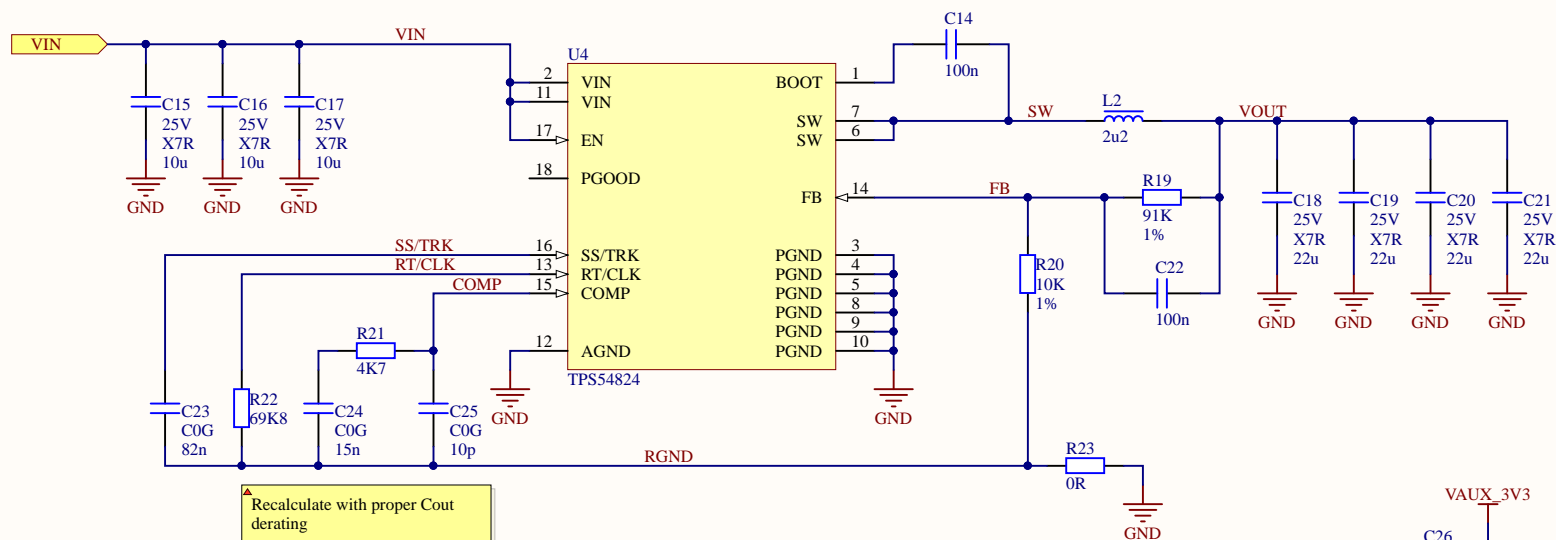 VIN
VIN
C15
25V
X7R
10u
GND
C16
25V
X7R
10u
GND
C17
25V
X7R
10u
GND
U4
2
VIN
11
VIN
17
EN
18
PGOOD
SS/TRK
16
SS/TRK
RT/CLK
13
RT/CLK
COMP
15
COMP
12
AGND
GND
BOOT
1
SW
7
SW
6
FB
14
PGND
3
PGND
4
PGND
5
PGND
8
PGND
9
PGND
10
TPS54824
GND
C14
100n
SW
L2
2u2
VOUT
FB
R19
91K
1%
R20
10K
1%
C22
100n
C18
25V
X7R
22u
GND
C19
25V
X7R
22u
GND
C20
25V
X7R
22u
GND
C21
25V
X7R
22u
GND
C23
C0G
82n
R22
69K8
R21
4K7
C24
C0G
15n
C25
C0G
10p
RGND
R23
0R
GND
Recalculate with proper Cout
derating
VAUX_3V3
C26